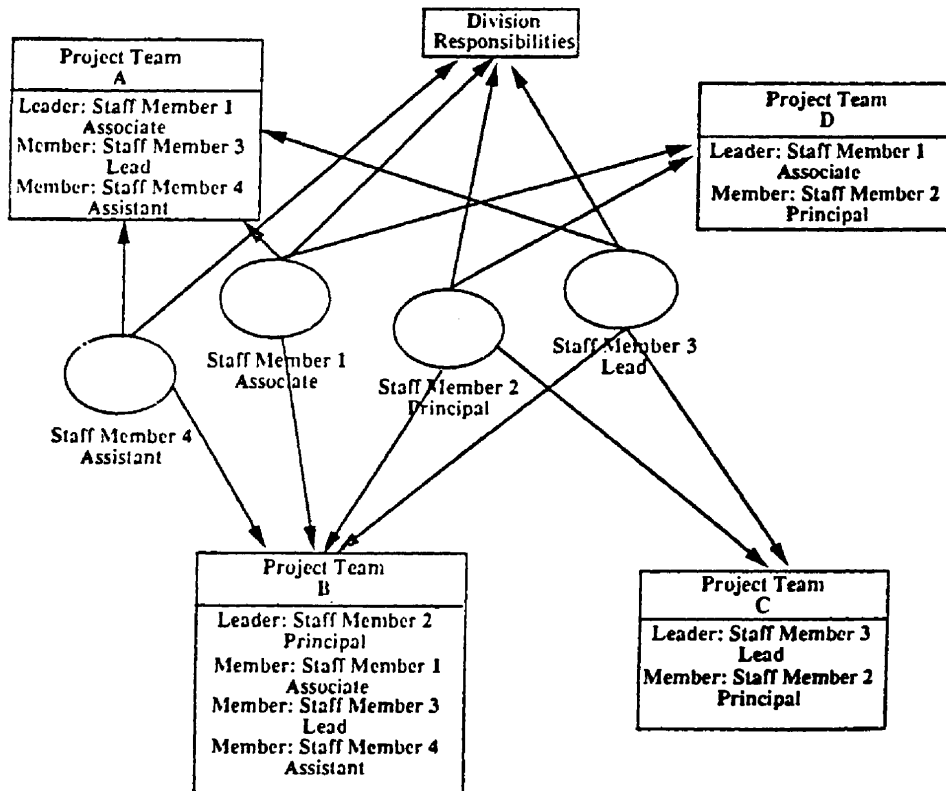 Division
Responsibilities
Project Team
A
Leader: Staff Member 1
Associate
Member: Staff Member 3
Lead
Member: Staff Member 4
Assistant
Project Team
D
Leader: Staff Member 1
Associate
Member: Staff Member 2
Principal
Staff Member 1
Associate
Staff Member 2
Principal
Staff Member 3
Lead
Staff Member 4
Assistant
Project Team
B
Leader: Staff Member 2
Principal
Member: Staff Member 1
Associate
Member: Staff Member 3
Lead
Member: Staff Member 4
Assistant
Project Team
C
Leader: Staff Member 3
Lead
Member: Staff Member 2
Principal